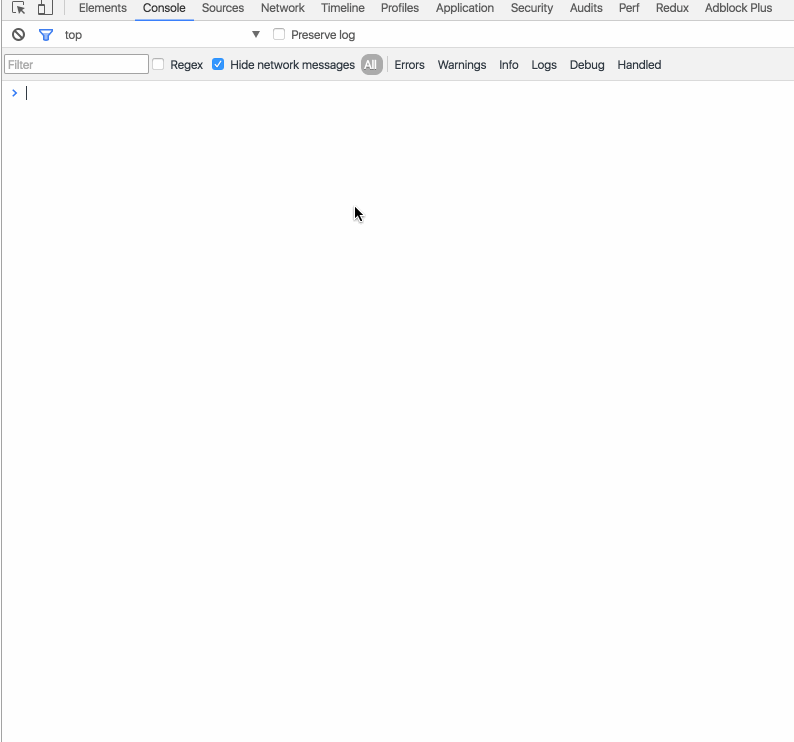 Elements Console Sources Network Timeline Profiles Application Security Audits Perf Redux Adblock Plus
top Preserve log
Filter Regex Hide network messages All Errors Warnings Info Logs Debug Handled